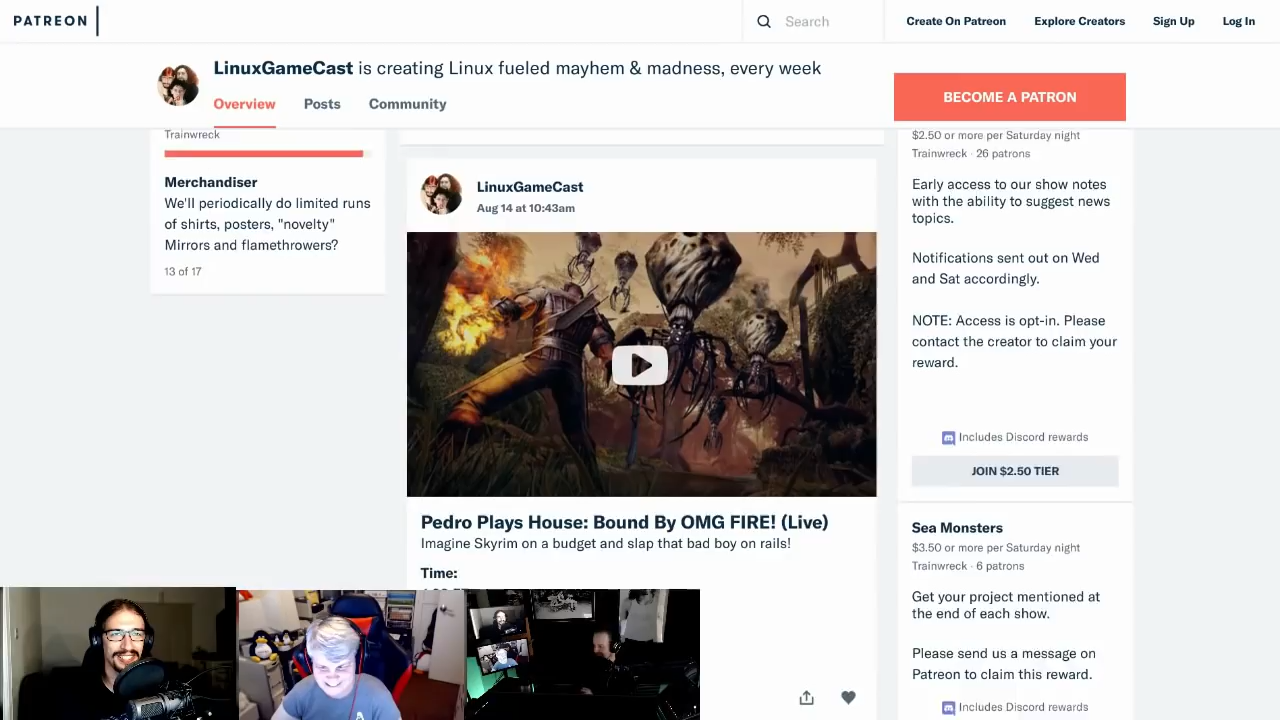 PATREON
Search
Create On Patreon
Explore Creators
Sign Up
Log In
LinuxGameCast is creating Linux fueled mayhem & madness, every week
Overview
Posts
Community
BECOME A PATRON
Trainwreck
Merchandiser
We'll periodically do limited runs
of shirts, posters, "novelty"
Mirrors and flamethrowers?
13 of 17
LinuxGameCast
Aug 14 at 10:43am
Pedro Plays House: Bound By OMG FIRE! (Live)
Imagine Skyrim on a budget and slap that bad boy on rails!
Time:
$2.50 or more per Saturday night
Trainwreck · 26 patrons
Early access to our show notes
with the ability to suggest news
topics.
Notifications sent out on Wed
and Sat accordingly.
NOTE: Access is opt-in. Please
contact the creator to claim your
reward.
Includes Discord rewards
JOIN $2.50 TIER
Sea Monsters
$3.50 or more per Saturday night
Trainwreck · 6 patrons
Get your project mentioned at
the end of each show.
Please send us a message on
Patreon to claim this reward.
Includes Discord rewards